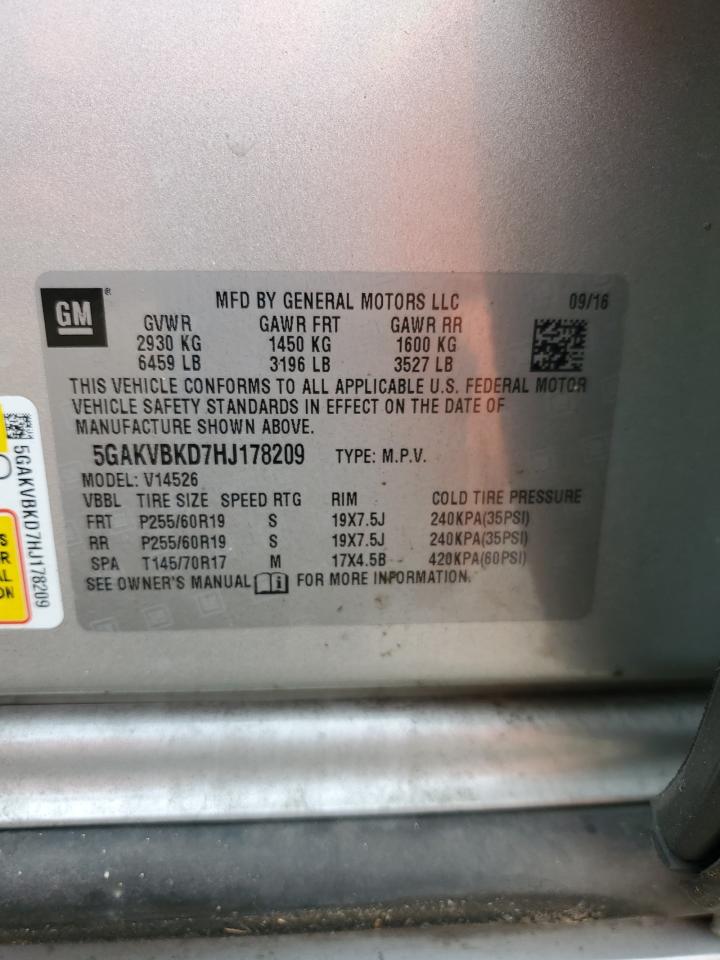 GM ®
MFD BY GENERAL MOTORS LLC 09/16
GVWR GAWR FRT GAWR RR
2930 KG 1450 KG 1600 KG
6459 LB 3196 LB 3527 LB
THIS VEHICLE CONFORMS TO ALL APPLICABLE U.S. FEDERAL MOTOR
VEHICLE SAFETY STANDARDS IN EFFECT ON THE DATE OF
MANUFACTURE SHOWN ABOVE.
5GAKVBKD7HJ178209 TYPE: M.P.V.
MODEL: V14526
VBBL TIRE SIZE SPEED RTG RIM COLD TIRE PRESSURE
FRT P255/60R19 S 19X7.5J 240KPA(35PSI)
RR P255/60R19 S 19X7.5J 240KPA(35PSI)
SPA T145/70R17 M 17X4.5B 420KPA(60PSI)
SEE OWNER'S MANUAL FOR MORE INFORMATION.
5GAKVBKD7HJ178209